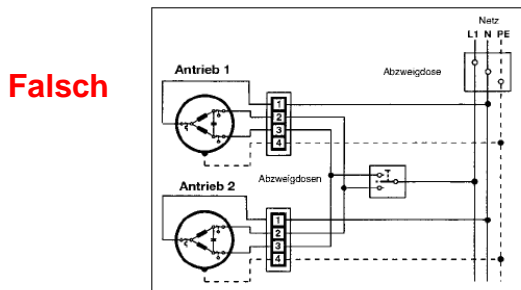 Netz
L1 N PE
Falsch
Antrieb 1
Abzweigdose
1
2
3
4
Antrieb 2
Abzweigdosen
1
2
3
4